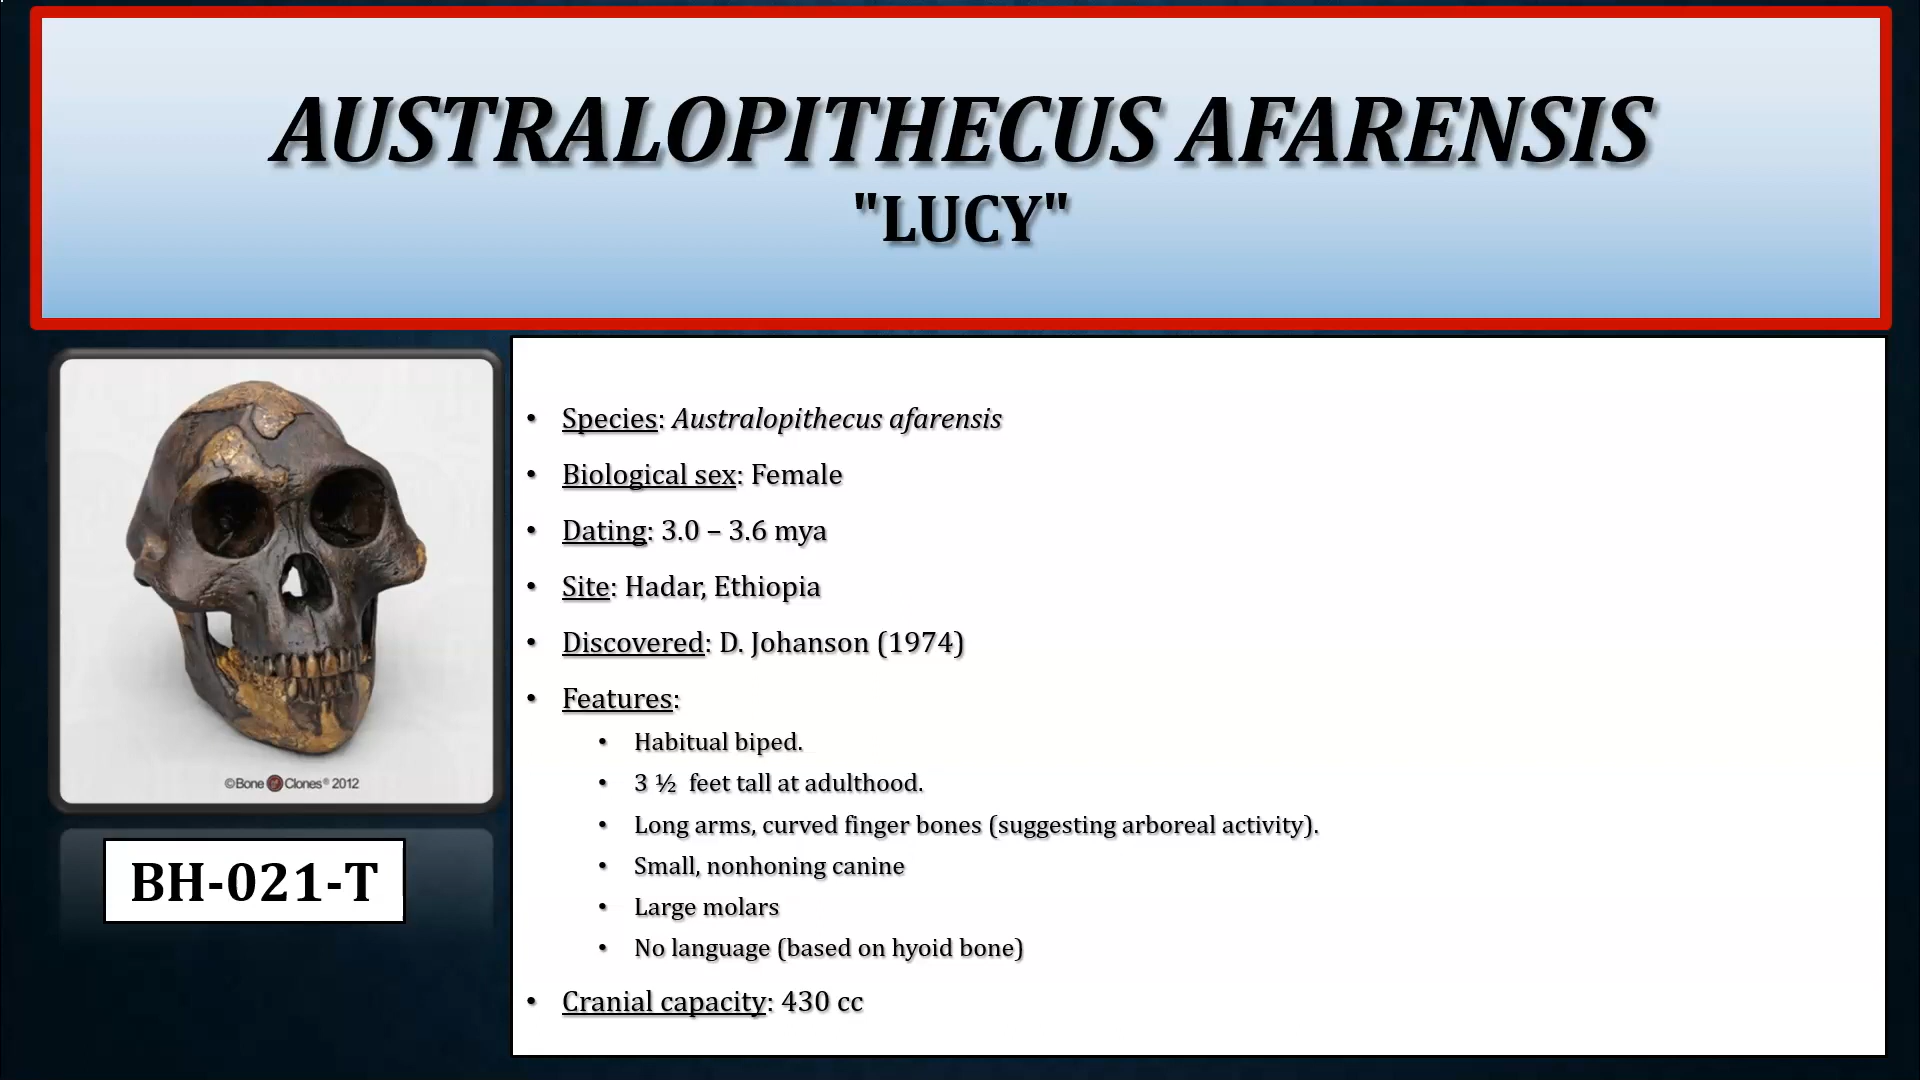 AUSTRALOPITHECUS AFARENSIS
"LUCY"
• Species: Australopithecus afarensis
• Biological sex: Female
• Dating: 3.0 – 3.6 mya
• Site: Hadar, Ethiopia
• Discovered: D. Johanson (1974)
• Features:
• Habitual biped.
• 3 ½ feet tall at adulthood.
• Long arms, curved finger bones (suggesting arboreal activity).
• Small, nonhoning canine
• Large molars
• No language (based on hyoid bone)
• Cranial capacity: 430 cc
©Bone Clones® 2012
BH-021-T